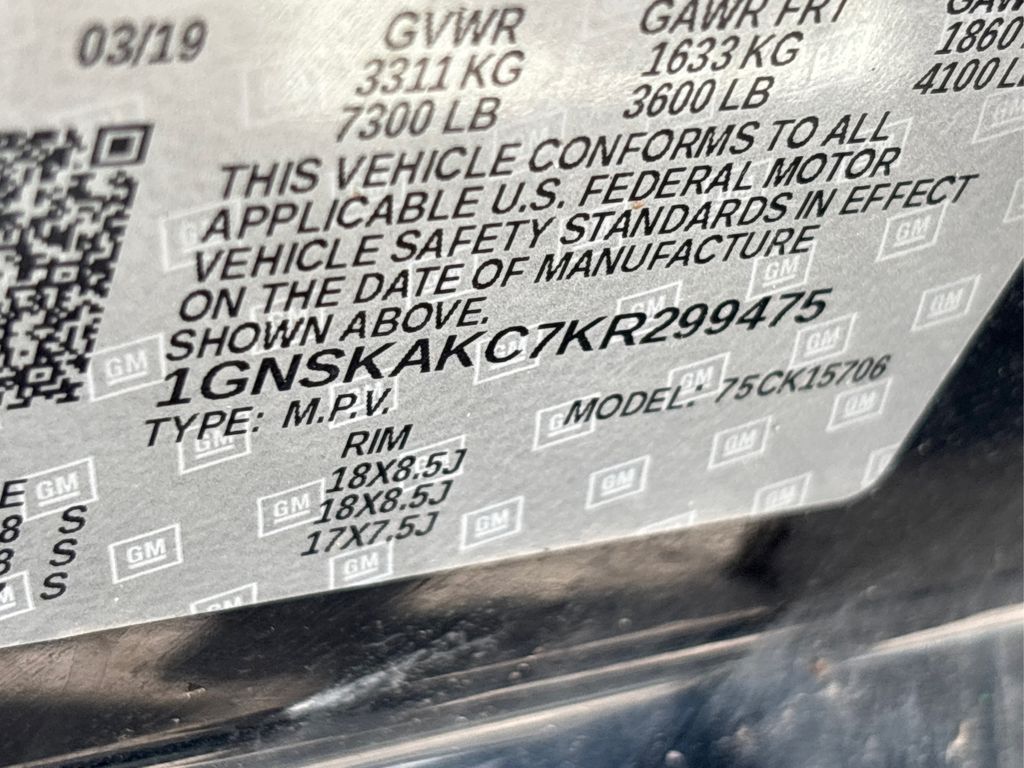 03/19 GVWR GAWR FRT
3311 KG 1633 KG 1860
7300 LB 3600 LB 4100
THIS VEHICLE CONFORMS TO ALL
APPLICABLE U.S. FEDERAL MOTOR
VEHICLE SAFETY STANDARDS IN EFFECT
ON THE DATE OF MANUFACTURE
SHOWN ABOVE.
1GNSKAKC7KR299475
TYPE: M.P.V. MODEL: 75CK15706
RIM
18X8.5J
S 18X8.5J
S 17X7.5J
S
GM